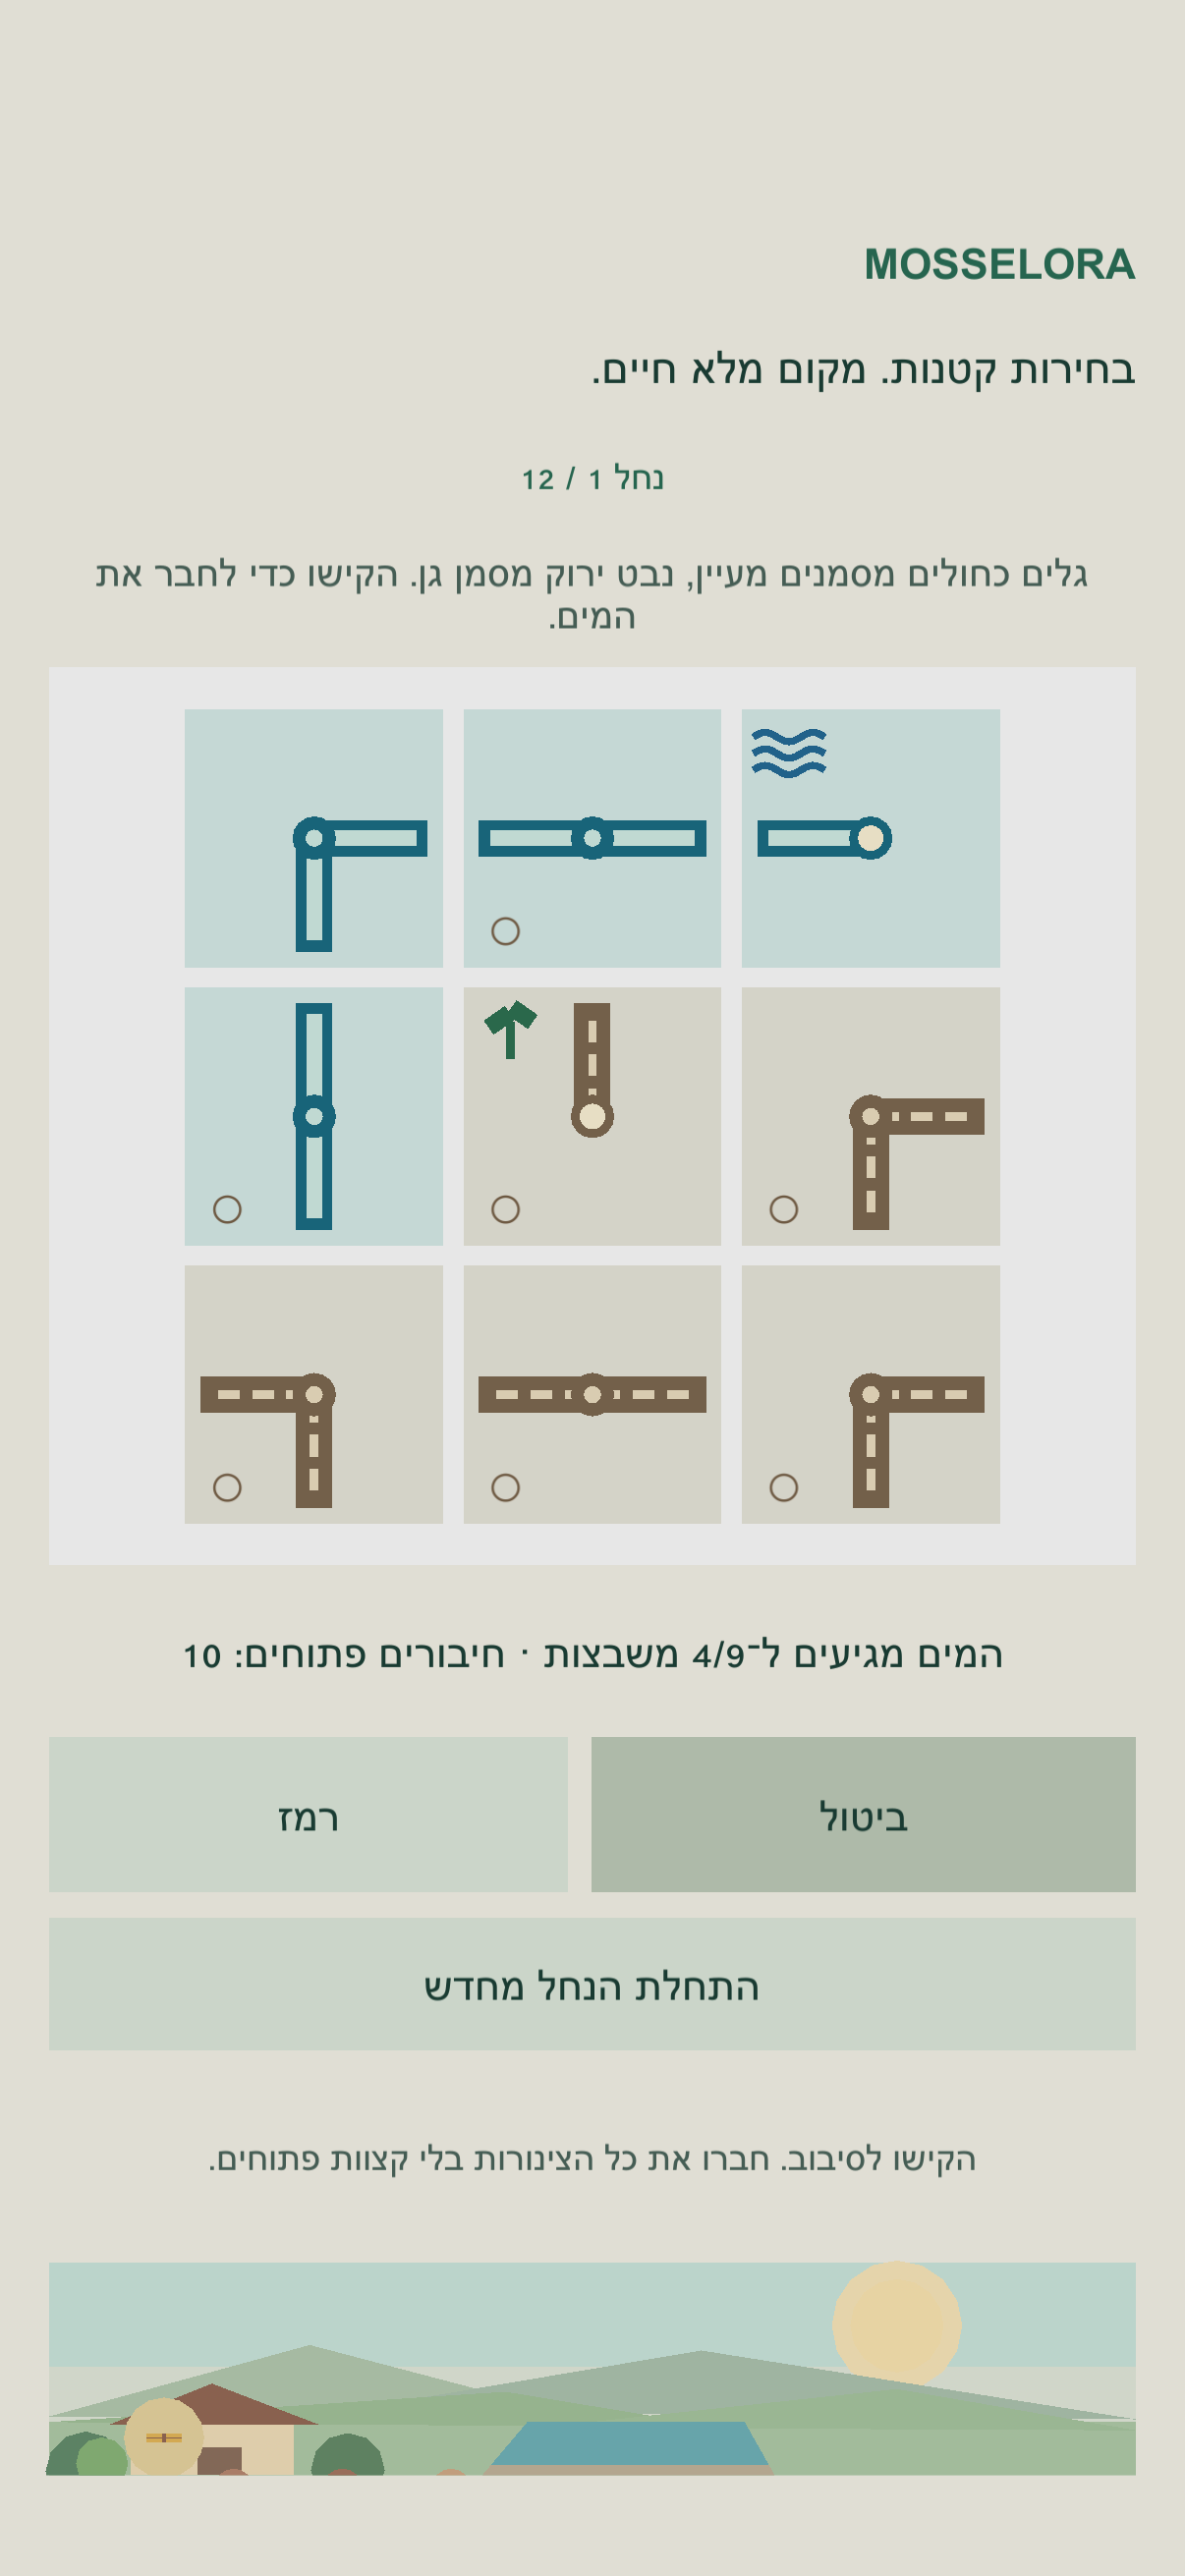 MOSSELORA
בחירות קטנות. מקום מלא חיים.
נחל 1 / 12
גלים כחולים מסמנים מעיין, נבט ירוק מסמן גן. הקישו כדי לחבר את
המים.
המים מגיעים ל־4/9 משבצות · חיבורים פתוחים: 10
ביטול
רמז
התחלת הנחל מחדש
הקישו לסיבוב. חברו את כל הצינורות בלי קצוות פתוחים.